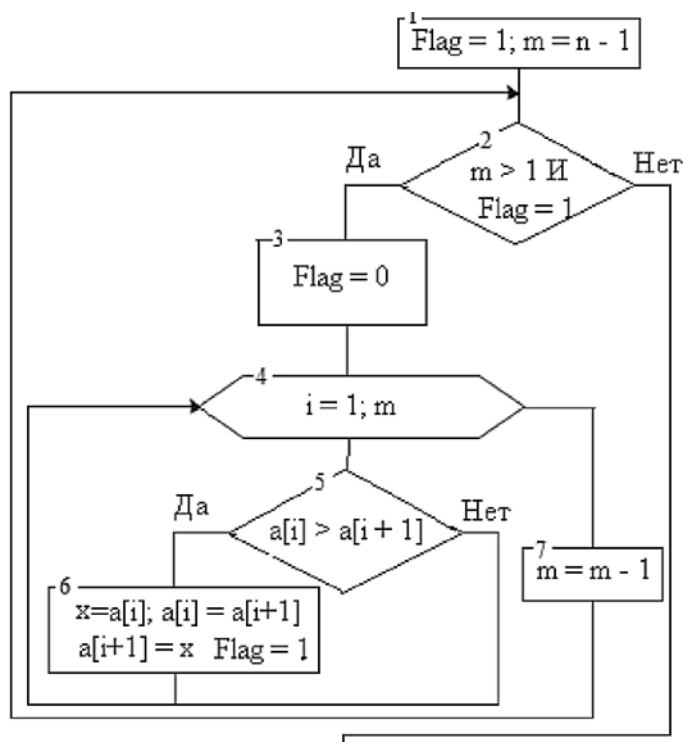 1
Flag = 1; m = n - 1
2
Да
Нет
m > 1 И
Flag = 1
3
Flag = 0
4
i = 1; m
5
Да
Нет
a[i] > a[i + 1]
7
m = m - 1
6
x=a[i]; a[i] = a[i+1]
a[i+1] = x Flag = 1